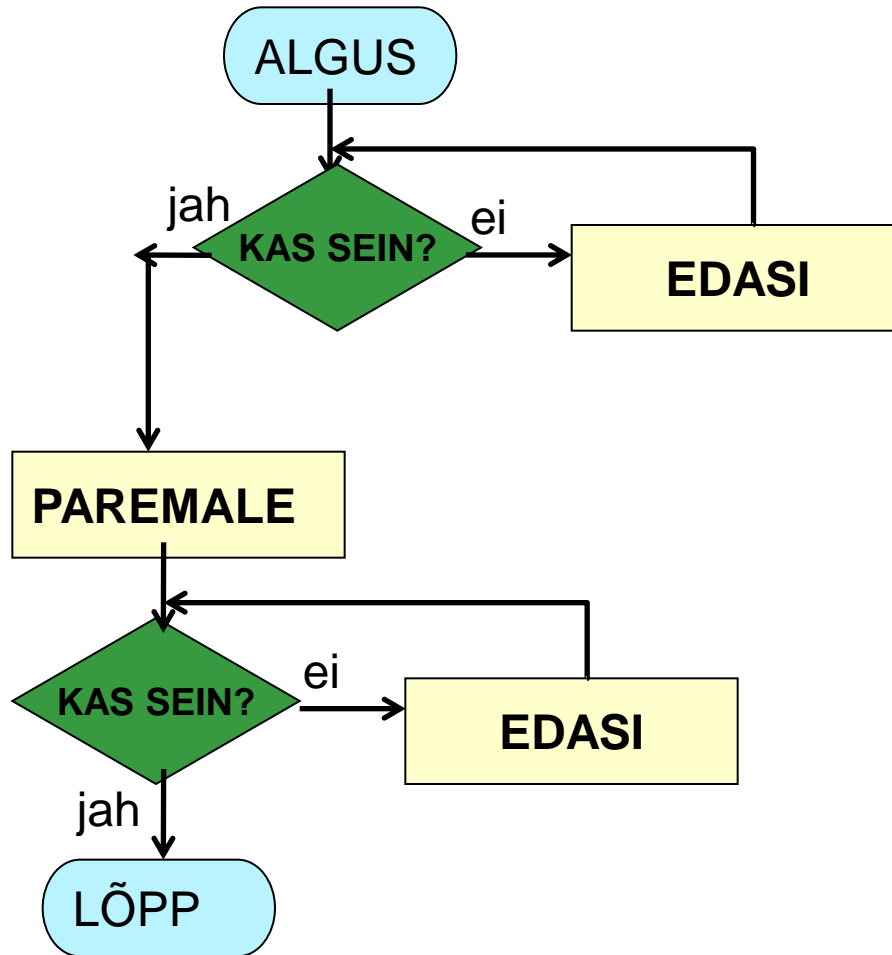 ALGUS
jah
ei
KAS SEIN?
EDASI
PAREMALE
KAS SEIN?
ei
EDASI
jah
LÕPP